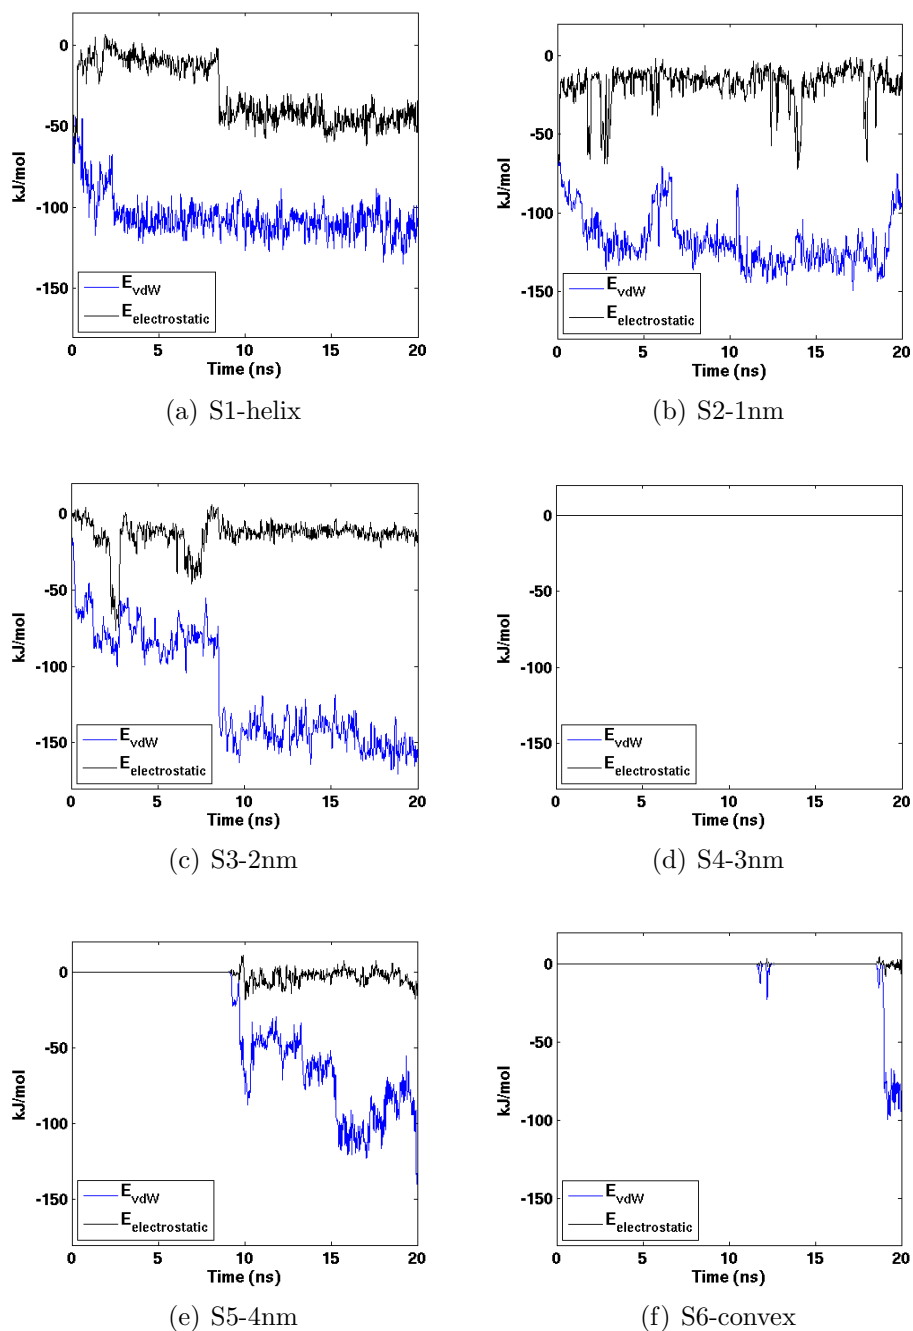 0
-50
-100
-150
kJ/mol
E_vdW
E_electrostatic
0 5 10 15 20
Time (ns)
(a) S1-helix
0
-50
-100
-150
kJ/mol
E_vdW
E_electrostatic
0 5 10 15 20
Time (ns)
(b) S2-1nm
0
-50
-100
-150
kJ/mol
E_vdW
E_electrostatic
0 5 10 15 20
Time (ns)
(c) S3-2nm
0
-50
-100
-150
kJ/mol
E_vdW
E_electrostatic
0 5 10 15 20
Time (ns)
(d) S4-3nm
0
-50
-100
-150
kJ/mol
E_vdW
E_electrostatic
0 5 10 15 20
Time (ns)
(e) S5-4nm
0
-50
-100
-150
kJ/mol
E_vdW
E_electrostatic
0 5 10 15 20
Time (ns)
(f) S6-convex